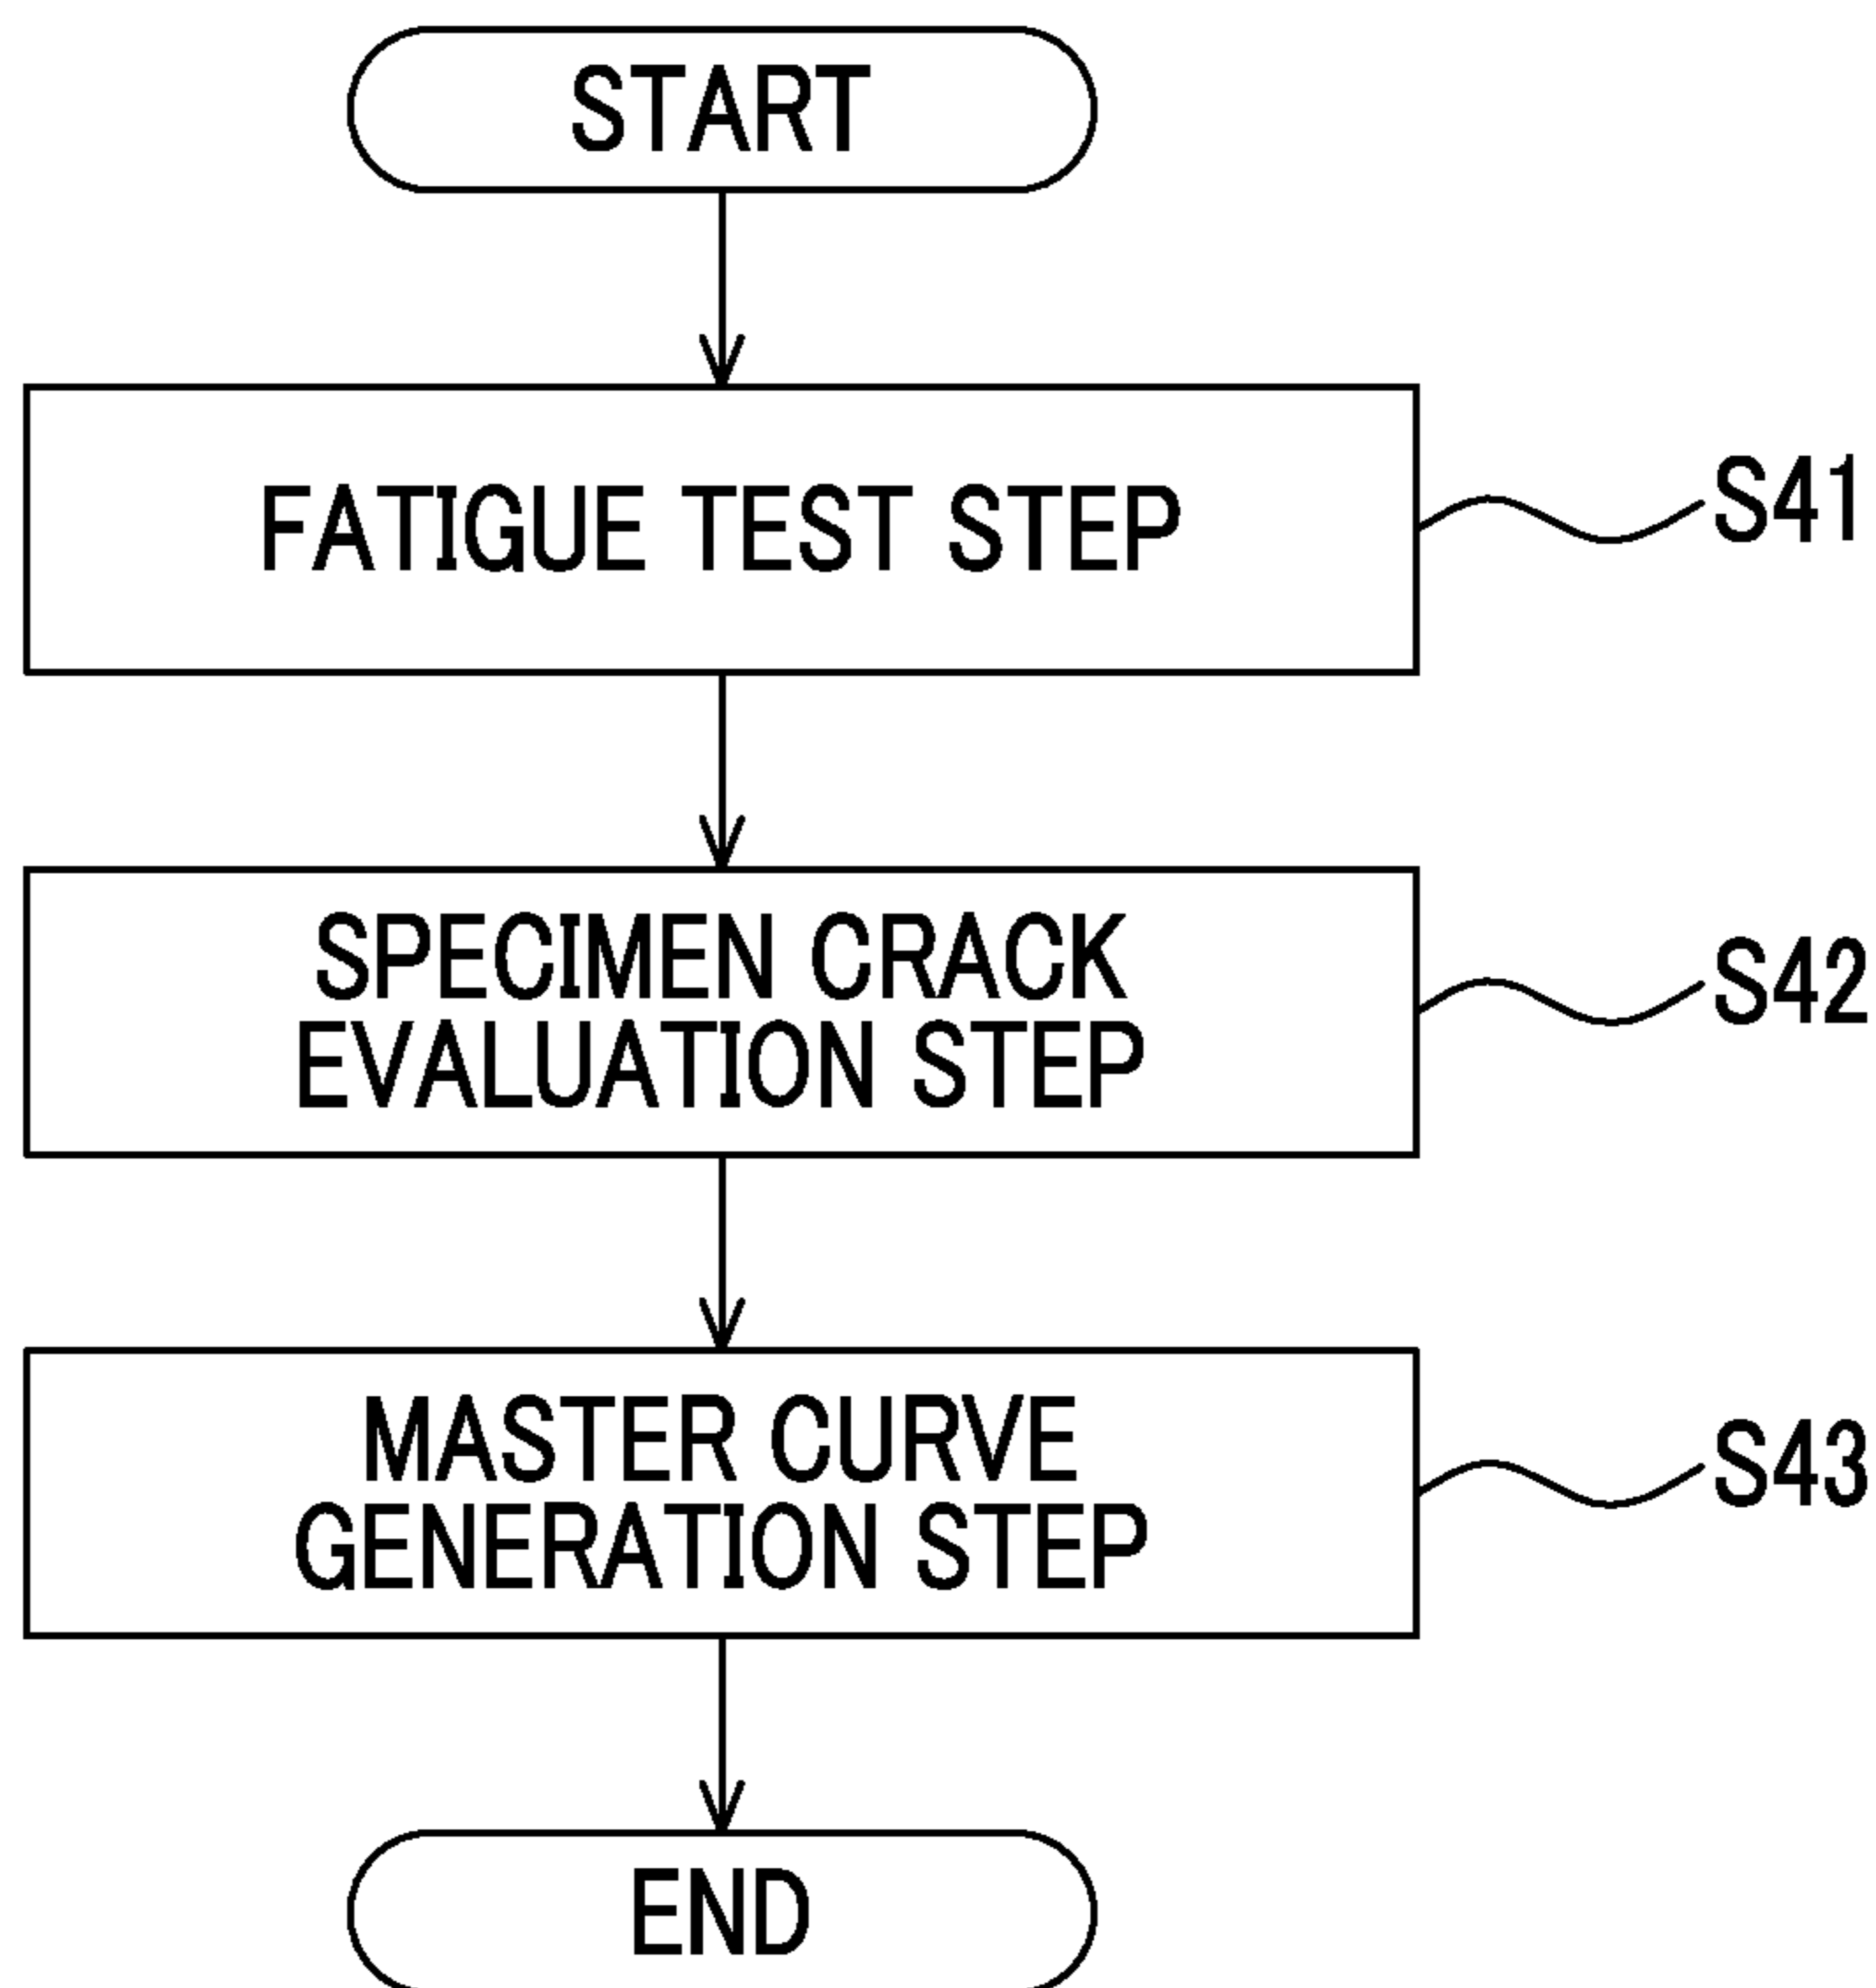 START
FATIGUE TEST STEP
S41
SPECIMEN CRACK
EVALUATION STEP
S42
MASTER CURVE
GENERATION STEP
S43
END